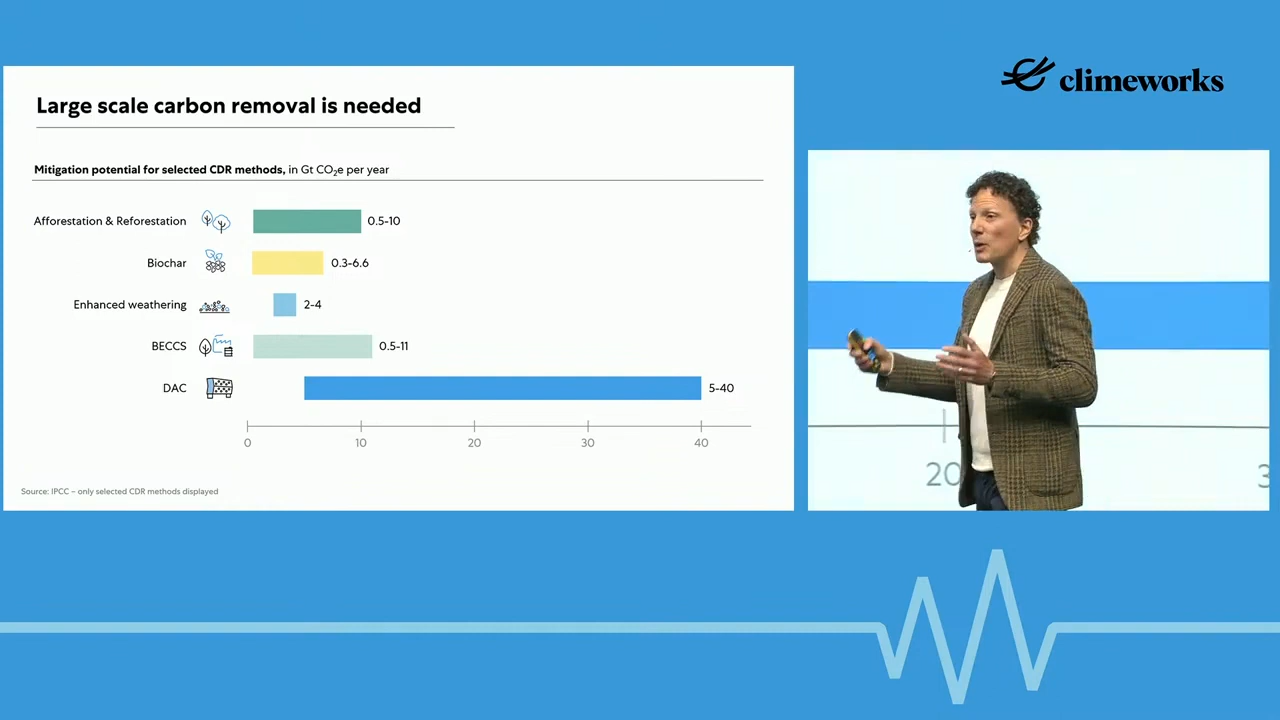 climeworks
Large scale carbon removal is needed
Mitigation potential for selected CDR methods, in Gt CO₂e per year
Afforestation & Reforestation 0.5-10
Biochar 0.3-6.6
Enhanced weathering 2-4
BECCS 0.5-11
DAC 5-40
0 10 20 30 40
Source: IPCC – only selected CDR methods displayed
20 3